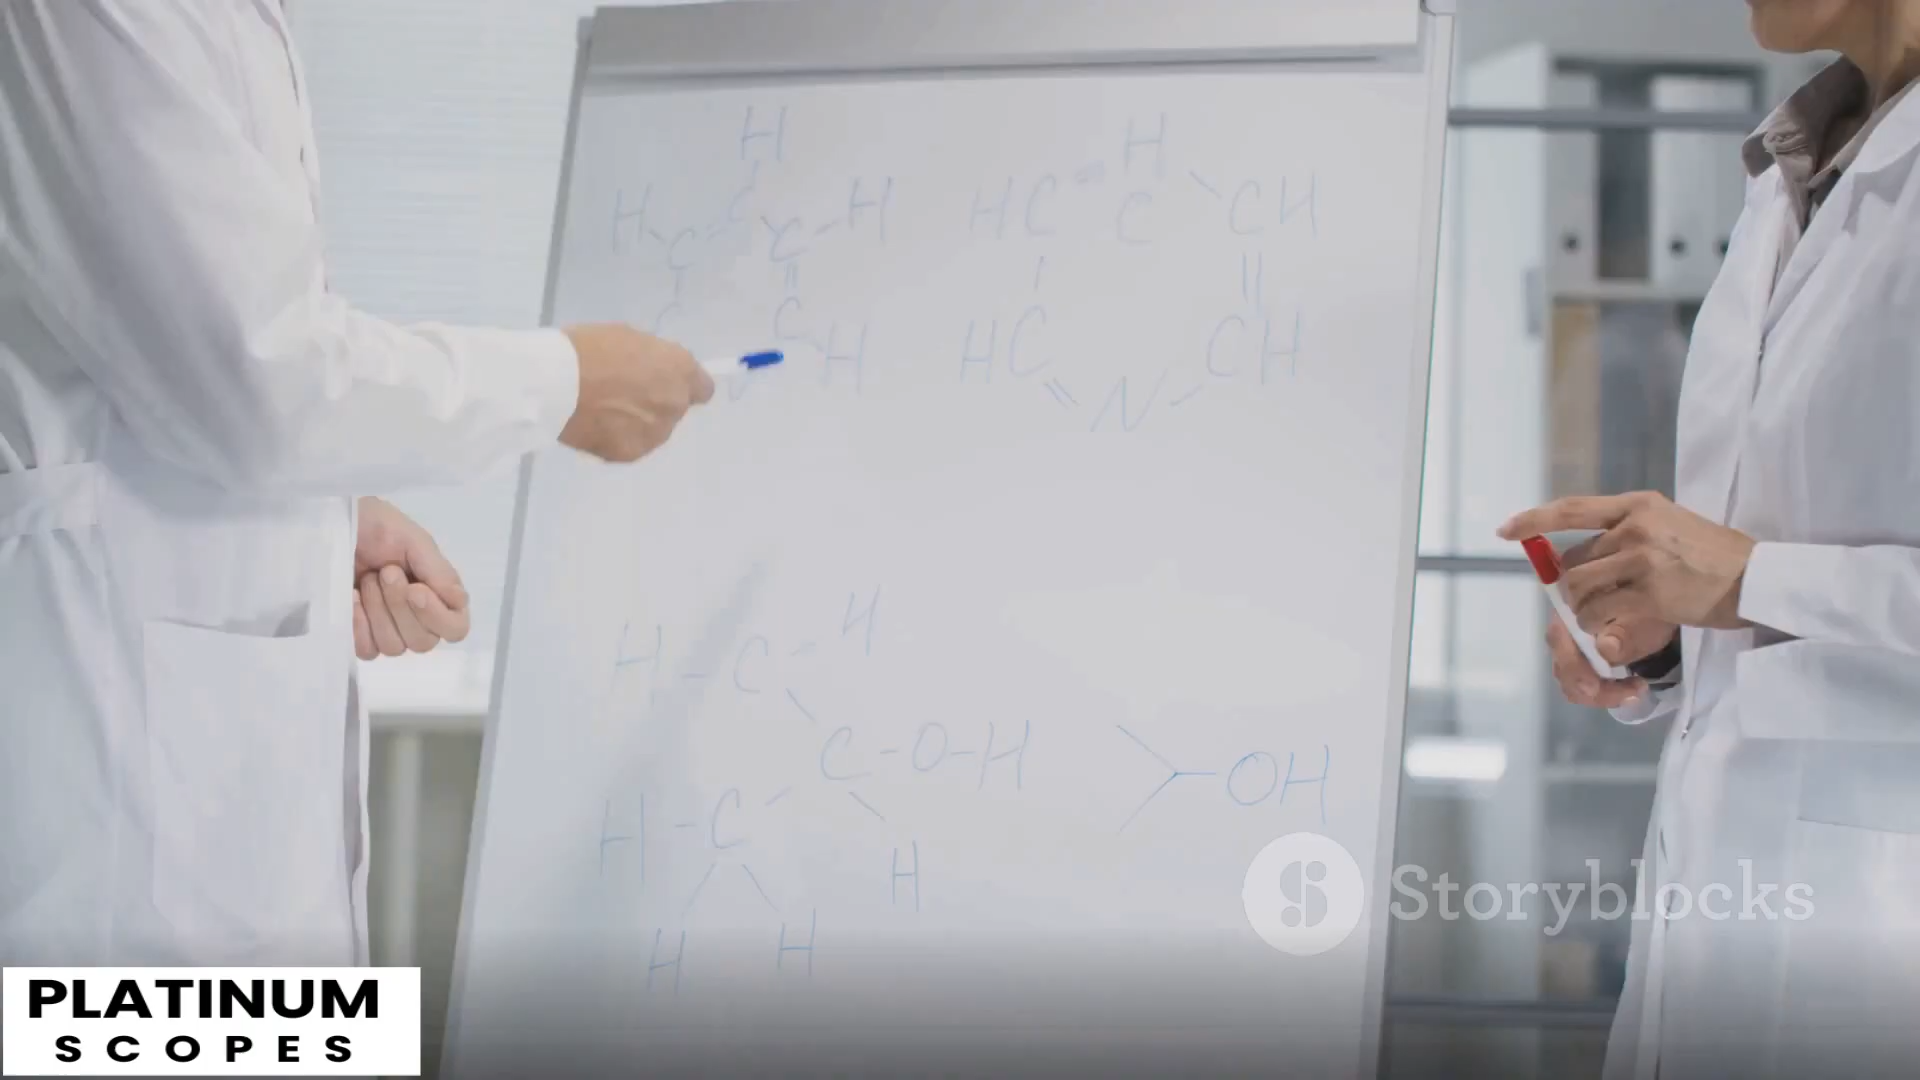 H
H C C H
C C H
H
HC C CH
HC N CH
H C H
C-O-H
H C
H
H H
OH
Storyblocks
PLATINUM
SCOPES